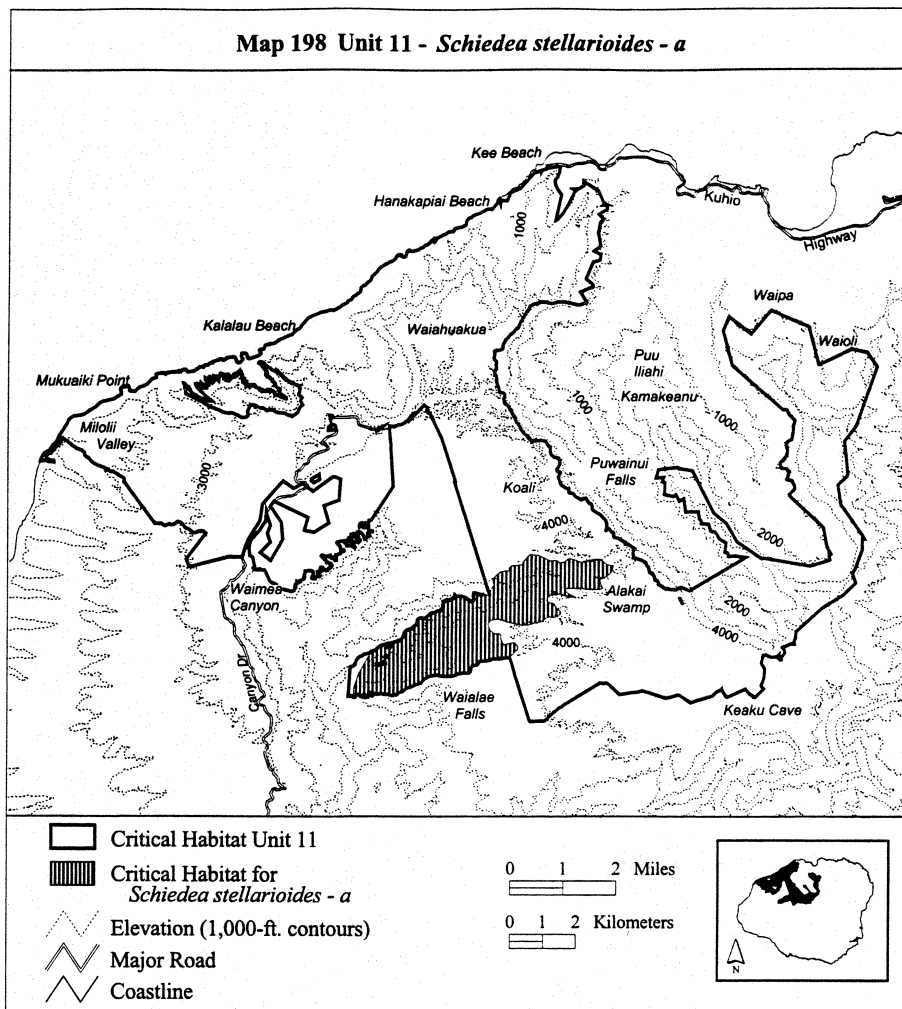 Map 198 Unit 11 - Schiedea stellarioides - a
Kee Beach
Hanakapiai Beach
Kuhio
Highway
1000
Waipa
Kalalau Beach
Waiahuakua
Waioli
Puu
Iliahi
Mukuaiki Point
Kamakeanu
1000
1000
Milolii
Valley
3000
Puwainui
Falls
Koali
4000
2000
Waimea
Canyon
Alakai
Swamp
2000
4000
4000
Canyon Dr
Waialae
Falls
Keaku Cave
Critical Habitat Unit 11
Critical Habitat for
Schiedea stellarioides - a
Elevation (1,000-ft. contours)
Major Road
Coastline
0 1 2 Miles
0 1 2 Kilometers
N